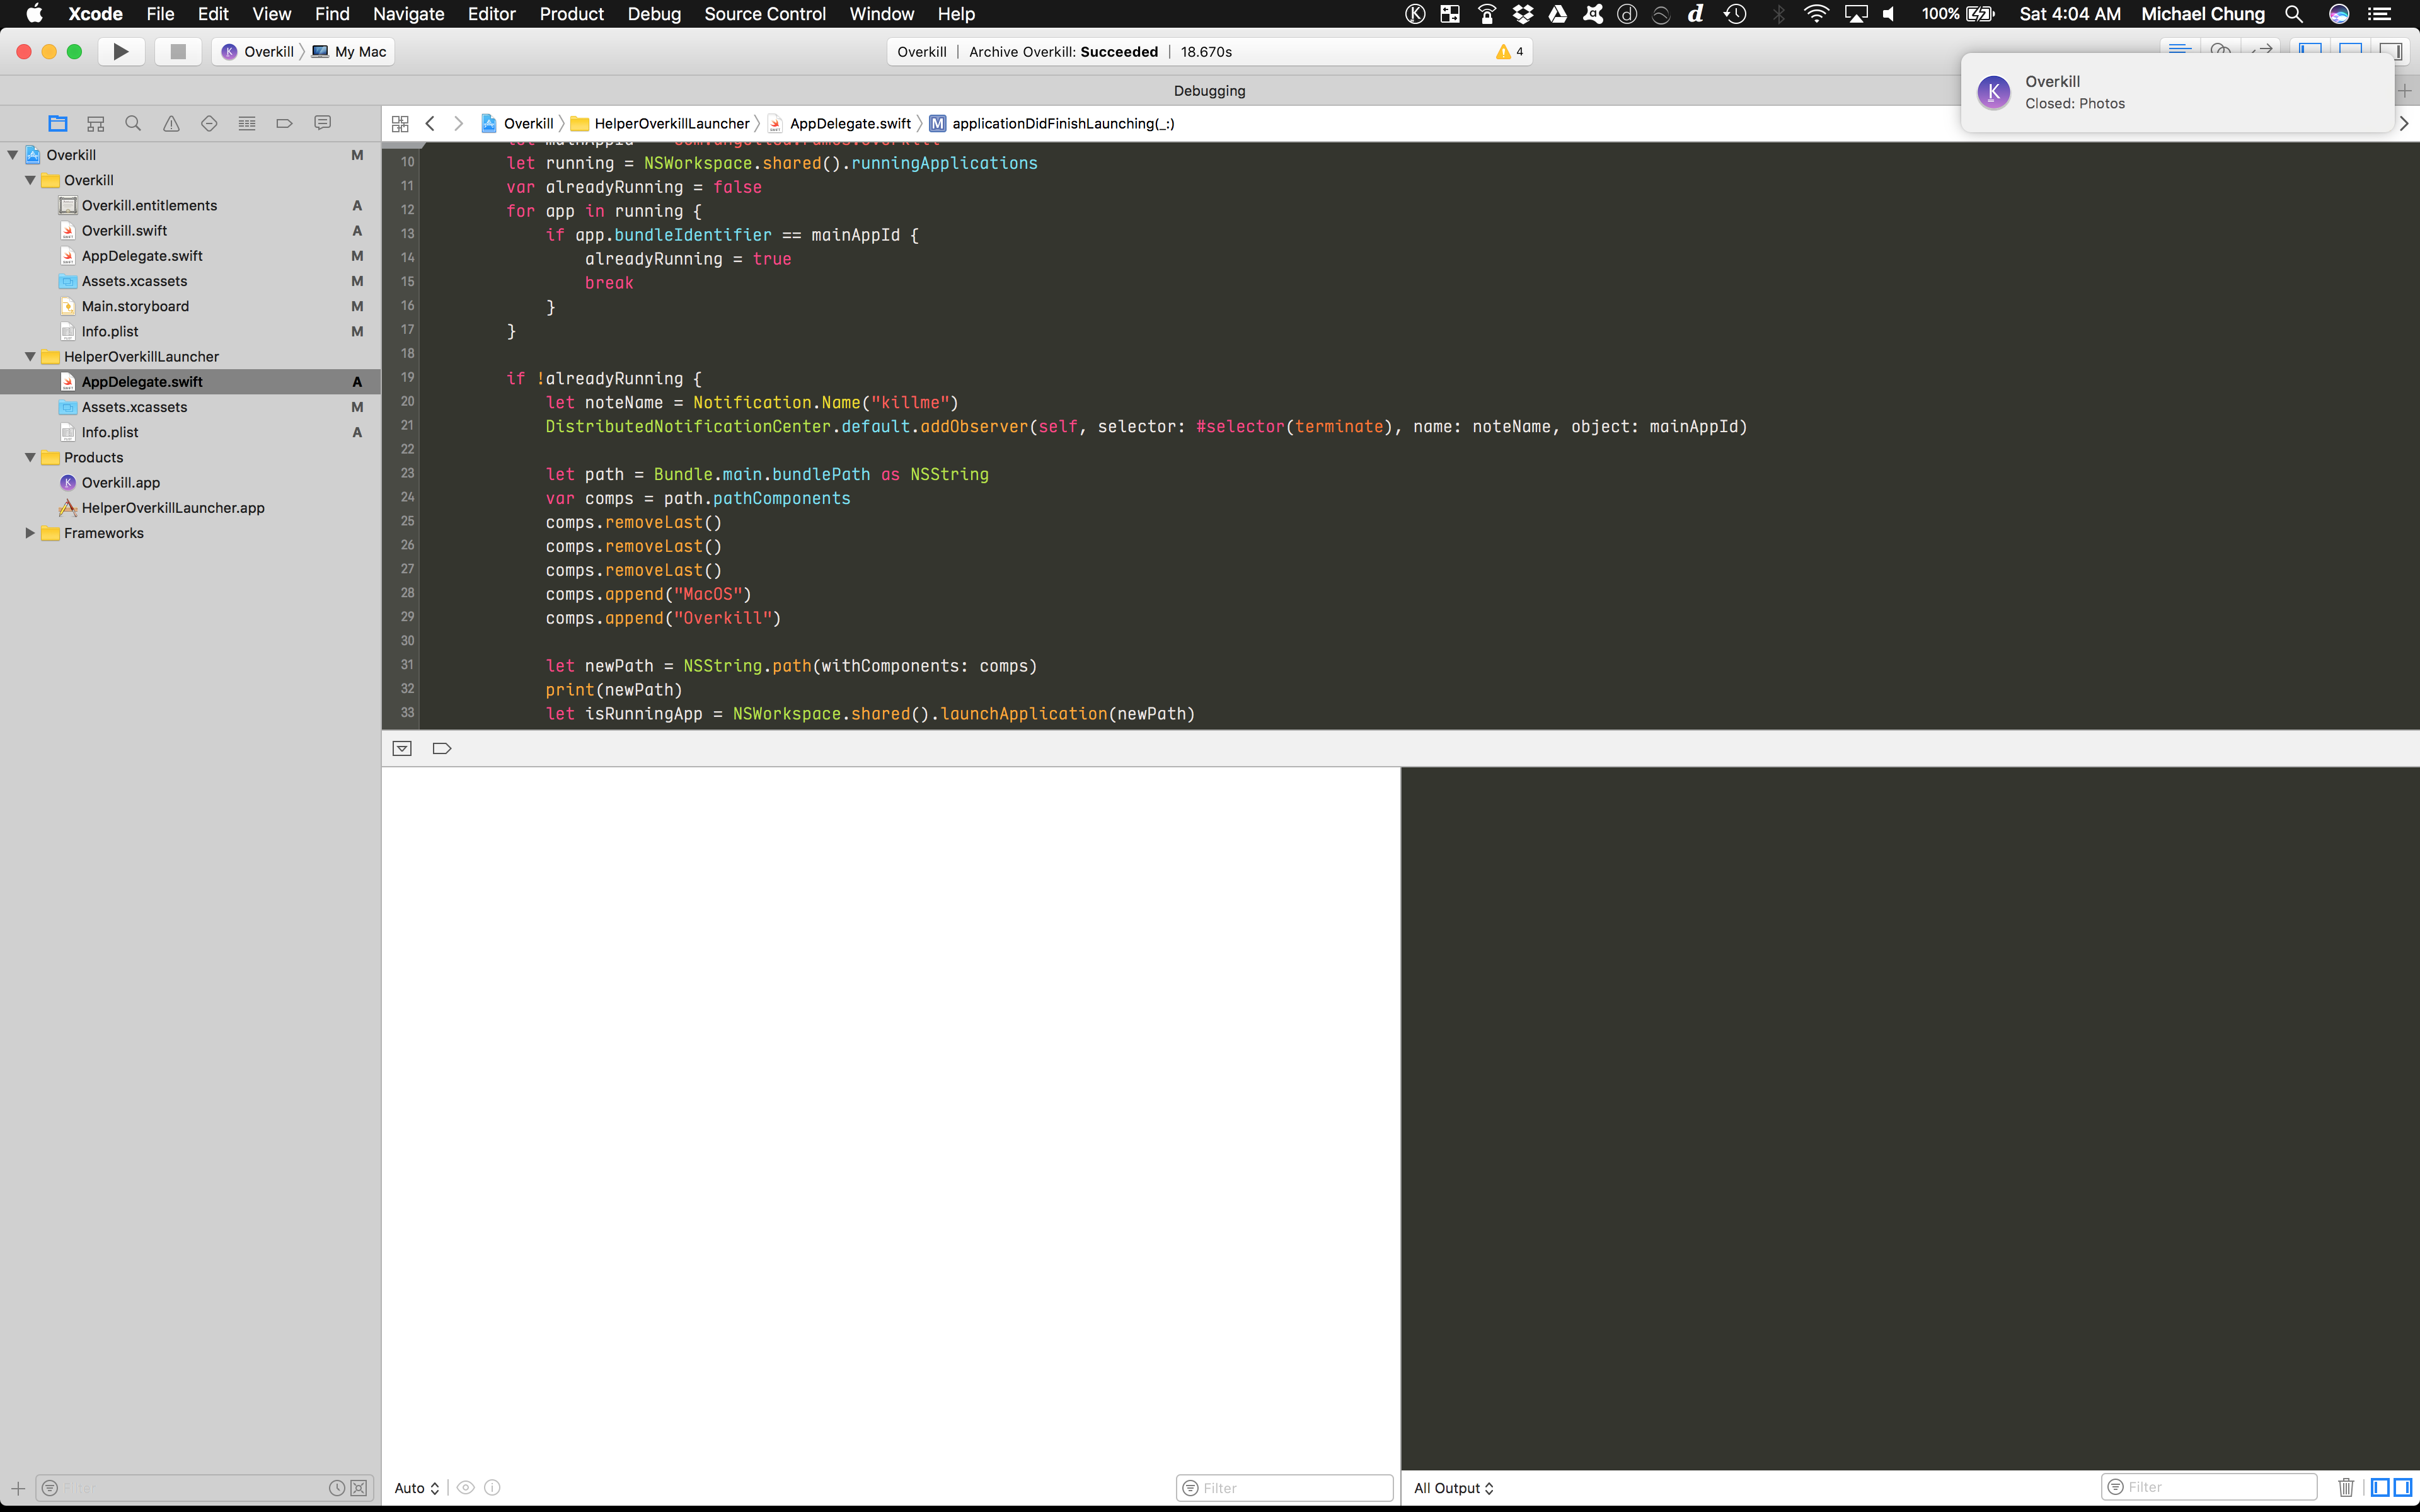 Xcode File Edit View Find Navigate Editor Product Debug Source Control Window Help 100% Sat 4:04 AM Michael Chung
Overkill My Mac
Overkill | Archive Overkill: Succeeded | 18.670s 4
Debugging
Overkill
Closed: Photos
Overkill HelperOverkillLauncher AppDelegate.swift M applicationDidFinishLaunching(_:)
Overkill M
Overkill
Overkill.entitlements A
Overkill.swift A
AppDelegate.swift M
Assets.xcassets M
Main.storyboard M
Info.plist M
HelperOverkillLauncher
AppDelegate.swift A
Assets.xcassets M
Info.plist A
Products
Overkill.app
HelperOverkillLauncher.app
Frameworks
10 let running = NSWorkspace.shared().runningApplications
11 var alreadyRunning = false
12 for app in running {
13 if app.bundleIdentifier == mainAppId {
14 alreadyRunning = true
15 break
16 }
17 }
18
19 if !alreadyRunning {
20 let noteName = Notification.Name("killme")
21 DistributedNotificationCenter.default.addObserver(self, selector: #selector(terminate), name: noteName, object: mainAppId)
22
23 let path = Bundle.main.bundlePath as NSString
24 var comps = path.pathComponents
25 comps.removeLast()
26 comps.removeLast()
27 comps.removeLast()
28 comps.append("MacOS")
29 comps.append("Overkill")
30
31 let newPath = NSString.path(withComponents: comps)
32 print(newPath)
33 let isRunningApp = NSWorkspace.shared().launchApplication(newPath)
Filter
Auto
Filter
All Output
Filter